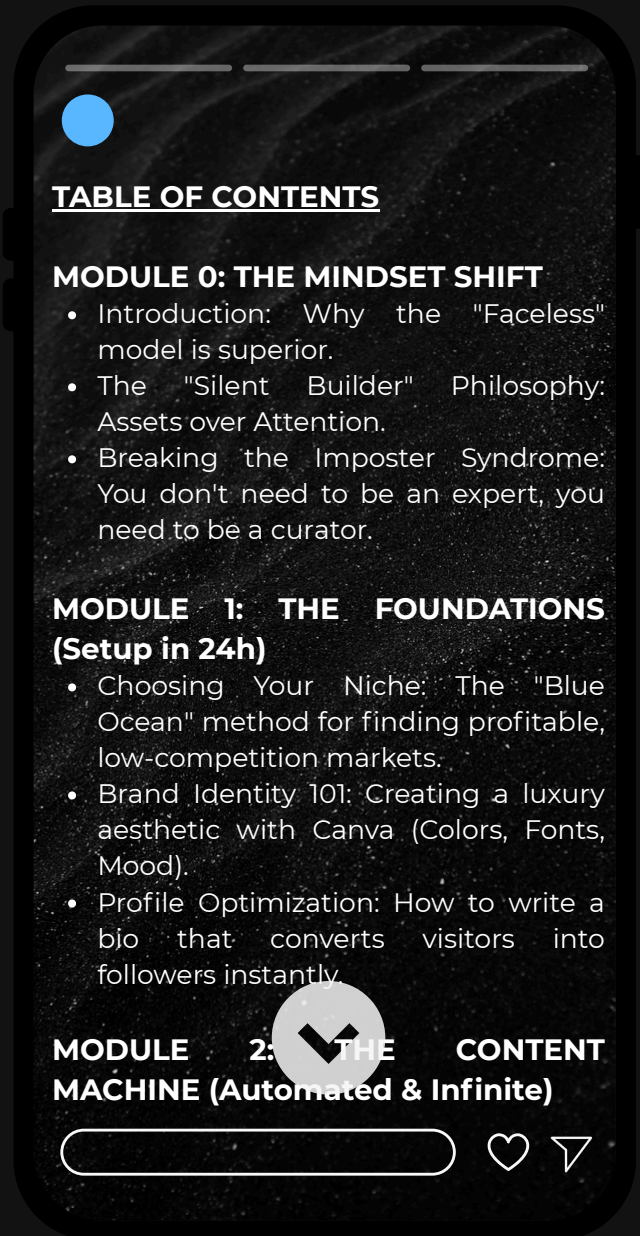 TABLE OF CONTENTS
MODULE 0: THE MINDSET SHIFT
• Introduction: Why the "Faceless"
model is superior.
• The "Silent Builder" Philosophy:
Assets over Attention.
• Breaking the Imposter Syndrome:
You don't need to be an expert, you
need to be a curator.
MODULE 1: THE FOUNDATIONS
(Setup in 24h)
• Choosing Your Niche: The "Blue
Ocean" method for finding profitable,
low-competition markets.
• Brand Identity 101: Creating a luxury
aesthetic with Canva (Colors, Fonts,
Mood).
• Profile Optimization: How to write a
bio that converts visitors into
followers instantly.
MODULE 2: THE CONTENT
MACHINE (Automated & Infinite)